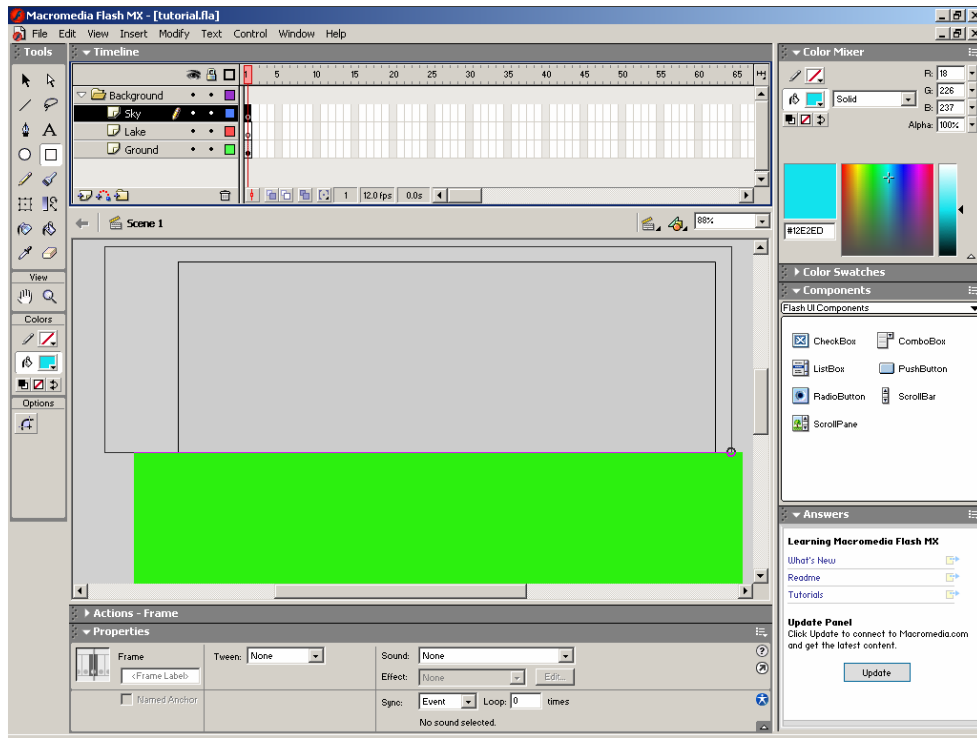 Macromedia Flash MX - [tutorial.fla]
File Edit View Insert Modify Text Control Window Help
Tools
Timeline
1 5 10 15 20 25 30 35 40 45 50 55 60 65
Background
Sky
Lake
Ground
1 12.0 fps 0.0s
Scene 1
88%
View
Colors
Options
Color Mixer
R: 18
G: 226
B: 237
Solid
Alpha: 100%
#12E2ED
Color Swatches
Components
Flash UI Components
CheckBox ComboBox
ListBox PushButton
RadioButton ScrollBar
ScrollPane
Answers
Learning Macromedia Flash MX
What's New
Readme
Tutorials
Update Panel
Click Update to connect to Macromedia.com
and get the latest content.
Update
Actions - Frame
Properties
Frame Tween: None Sound: None
<Frame Label> Effect: None Edit...
Named Anchor Sync: Event Loop: 0 times
No sound selected.